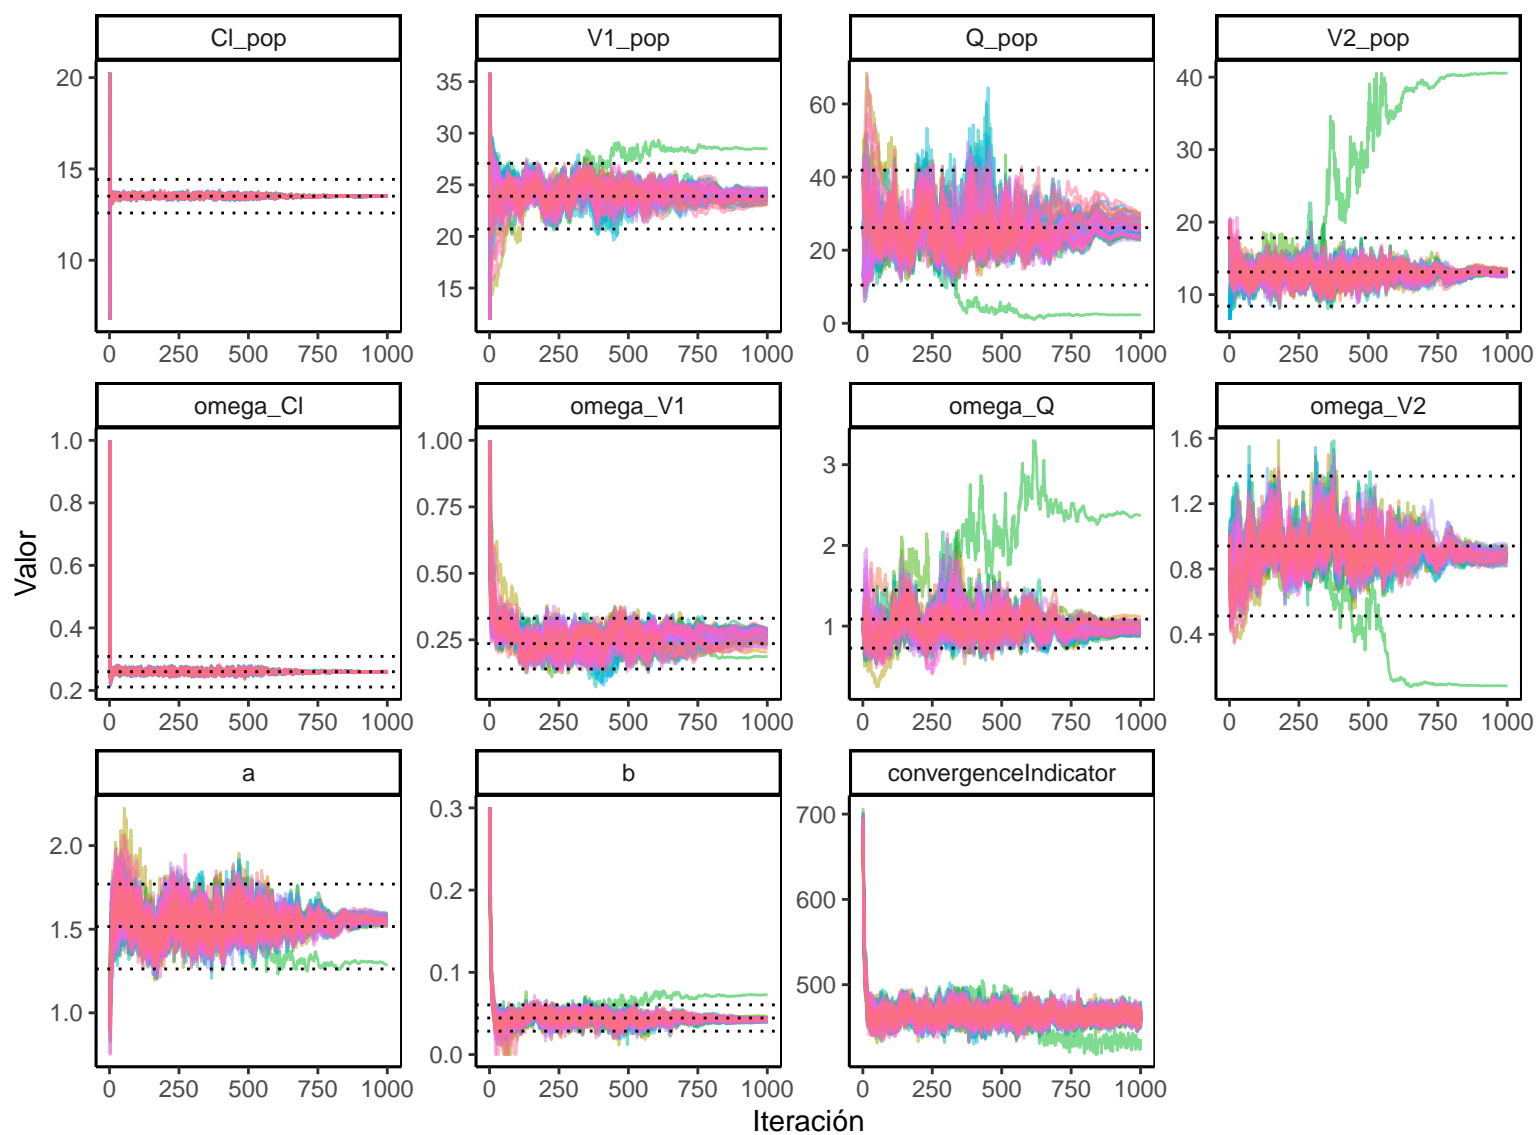 Cl_pop
V1_pop
Q_pop
V2_pop
20
15
10
35
30
25
20
15
60
40
20
0
40
30
20
10
0 250 500 750 1000
0 250 500 750 1000
0 250 500 750 1000
0 250 500 750 1000
omega_Cl
omega_V1
omega_Q
omega_V2
1.0
0.8
0.6
0.4
0.2
1.00
0.75
0.50
0.25
3
2
1
1.6
1.2
0.8
0.4
0 250 500 750 1000
0 250 500 750 1000
0 250 500 750 1000
0 250 500 750 1000
Valor
a
b
convergenceIndicator
2.0
1.5
1.0
0.3
0.2
0.1
0.0
700
600
500
0 250 500 750 1000
0 250 500 750 1000
0 250 500 750 1000
Iteración